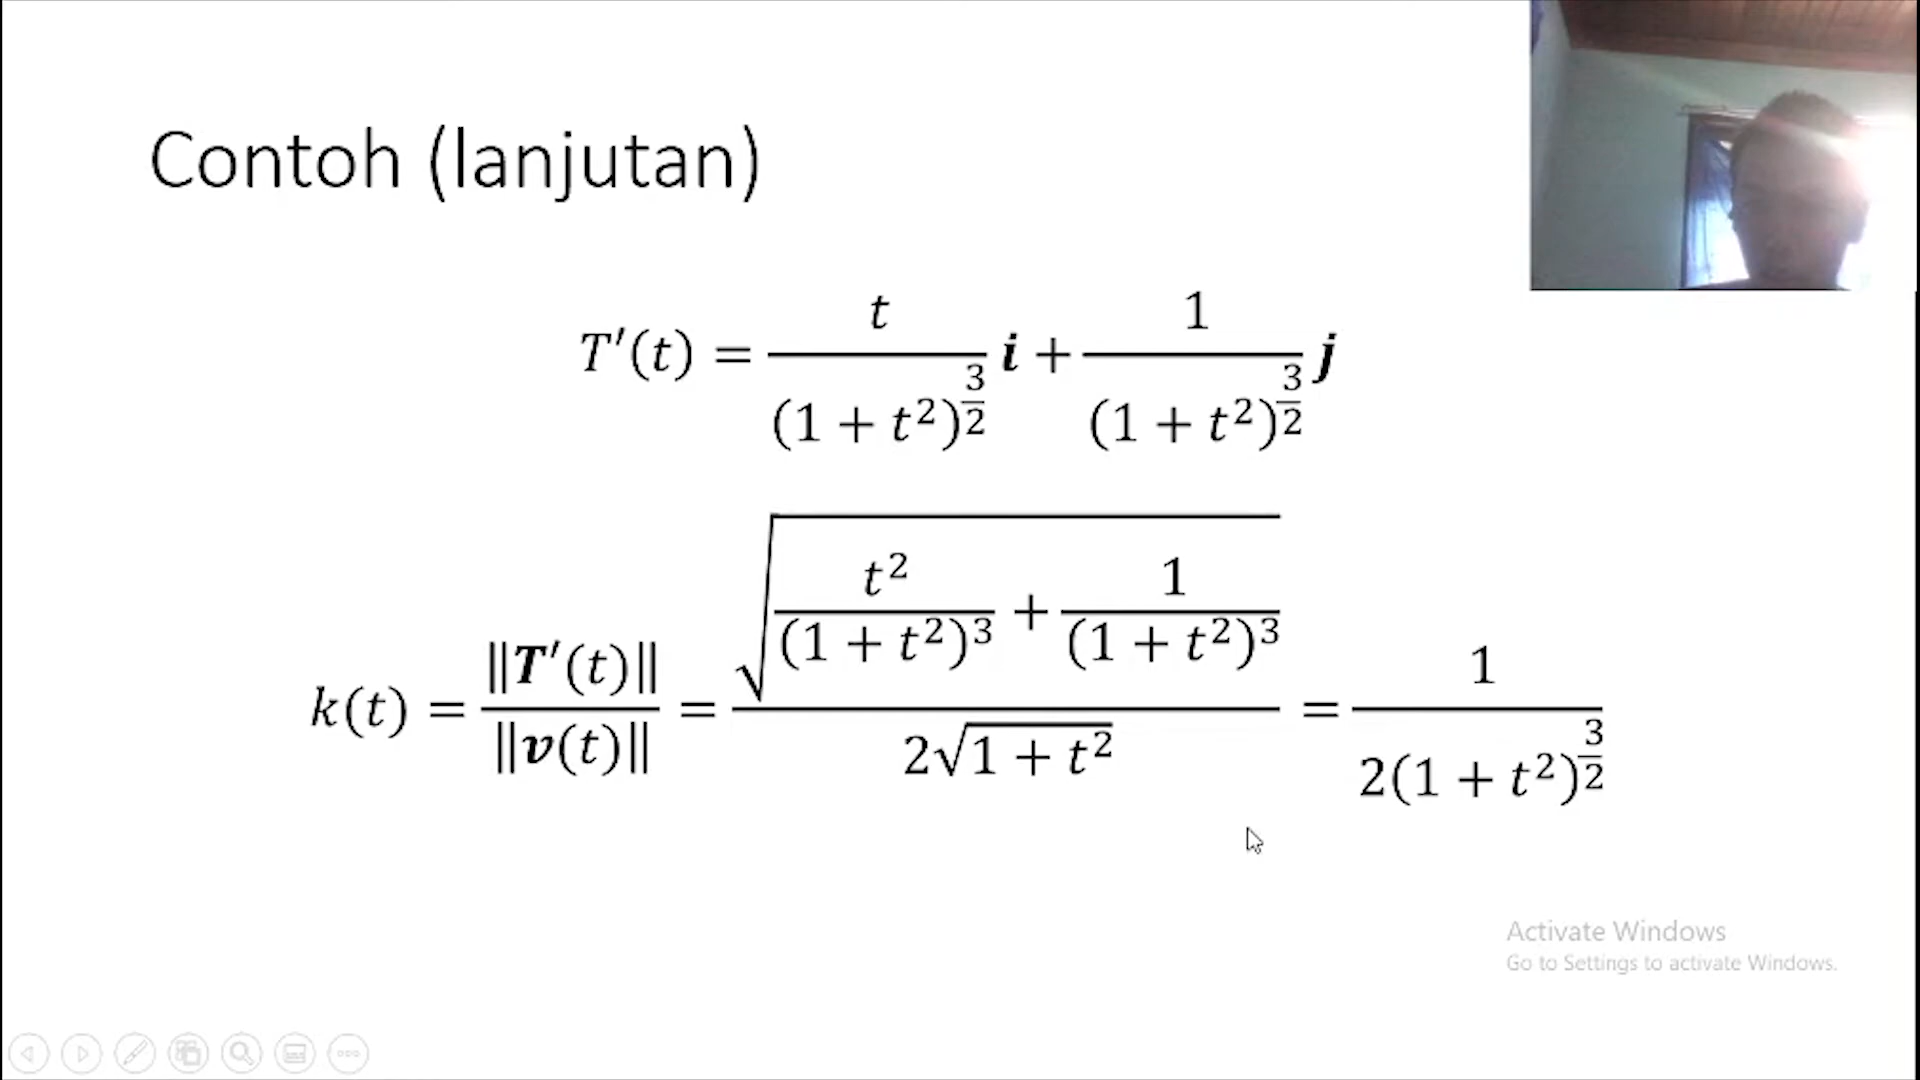 Contoh (lanjutan)
T′(t) = t/(1 + t²)^(3/2) i + 1/(1 + t²)^(3/2) j
k(t) = ‖T′(t)‖/‖v(t)‖ = √(t²/(1 + t²)³ + 1/(1 + t²)³)/(2√(1 + t²)) = 1/(2(1 + t²)^(3/2))
Activate Windows
Go to Settings to activate Windows.